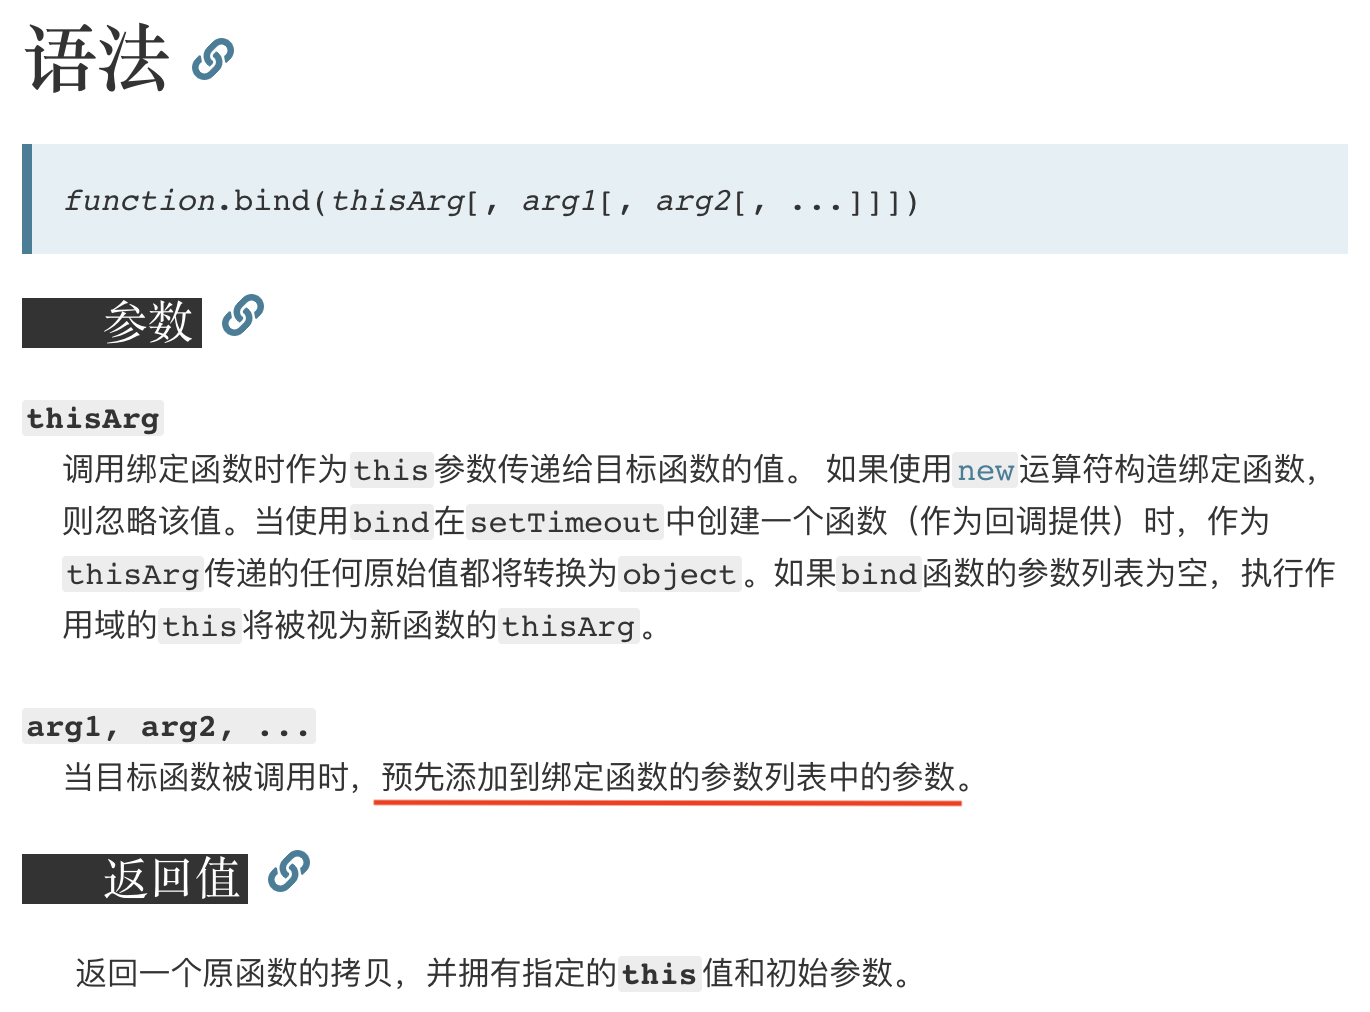 语法
function.bind(thisArg[, arg1[, arg2[, ...]]])
参数
thisArg
调用绑定函数时作为this参数传递给目标函数的值。 如果使用new运算符构造绑定函数，
则忽略该值。当使用bind在setTimeout中创建一个函数（作为回调提供）时，作为
thisArg传递的任何原始值都将转换为object。如果bind函数的参数列表为空，执行作
用域的this将被视为新函数的thisArg。
arg1, arg2, ...
当目标函数被调用时，预先添加到绑定函数的参数列表中的参数。
返回值
返回一个原函数的拷贝，并拥有指定的this值和初始参数。